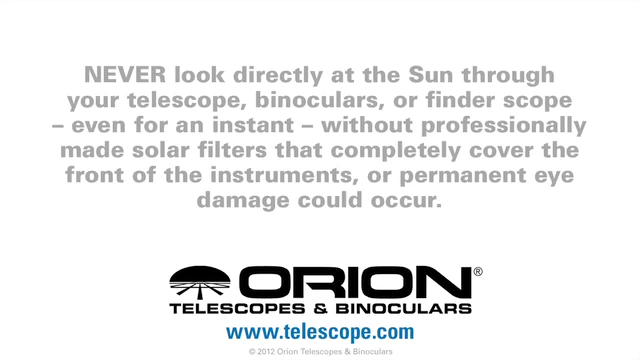 NEVER look directly at the Sun through
your telescope, binoculars, or finder scope
– even for an instant – without professionally
made solar filters that completely cover the
front of the instruments, or permanent eye
damage could occur.
ORION®
TELESCOPES & BINOCULARS
www.telescope.com
© 2012 Orion Telescopes & Binoculars